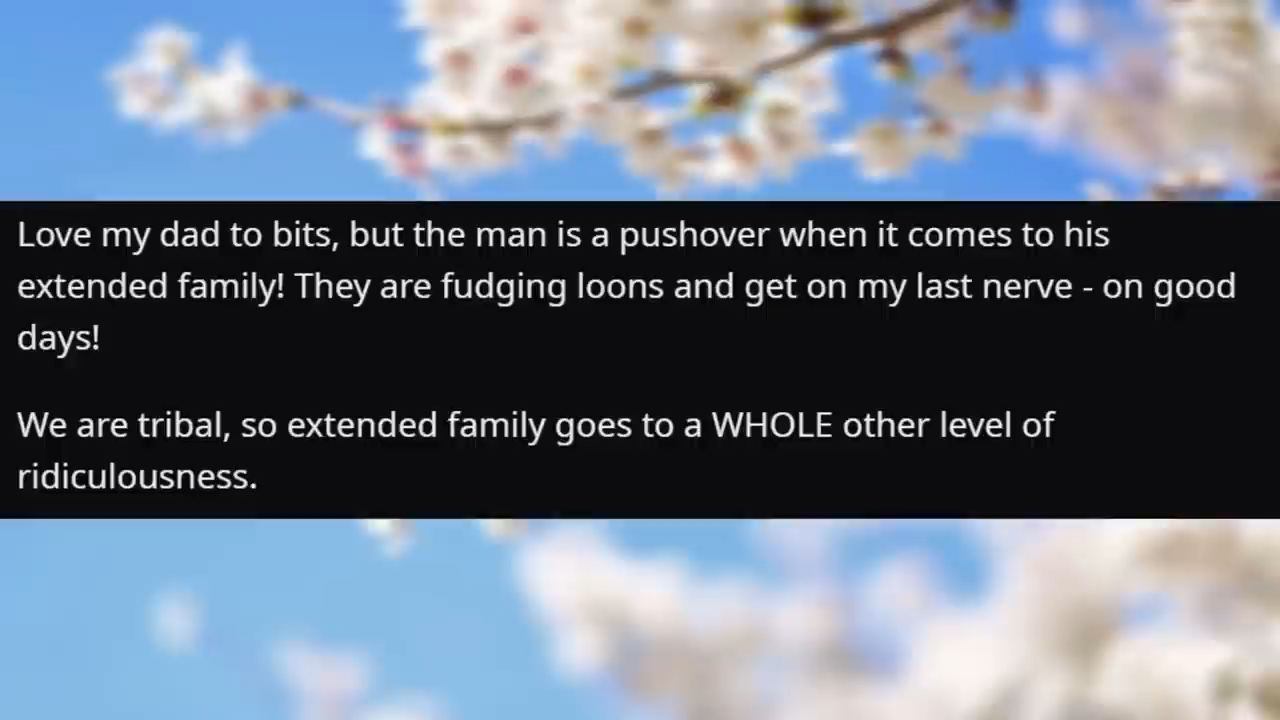 Love my dad to bits, but the man is a pushover when it comes to his
extended family! They are fudging loons and get on my last nerve - on good
days!
We are tribal, so extended family goes to a WHOLE other level of
ridiculousness.